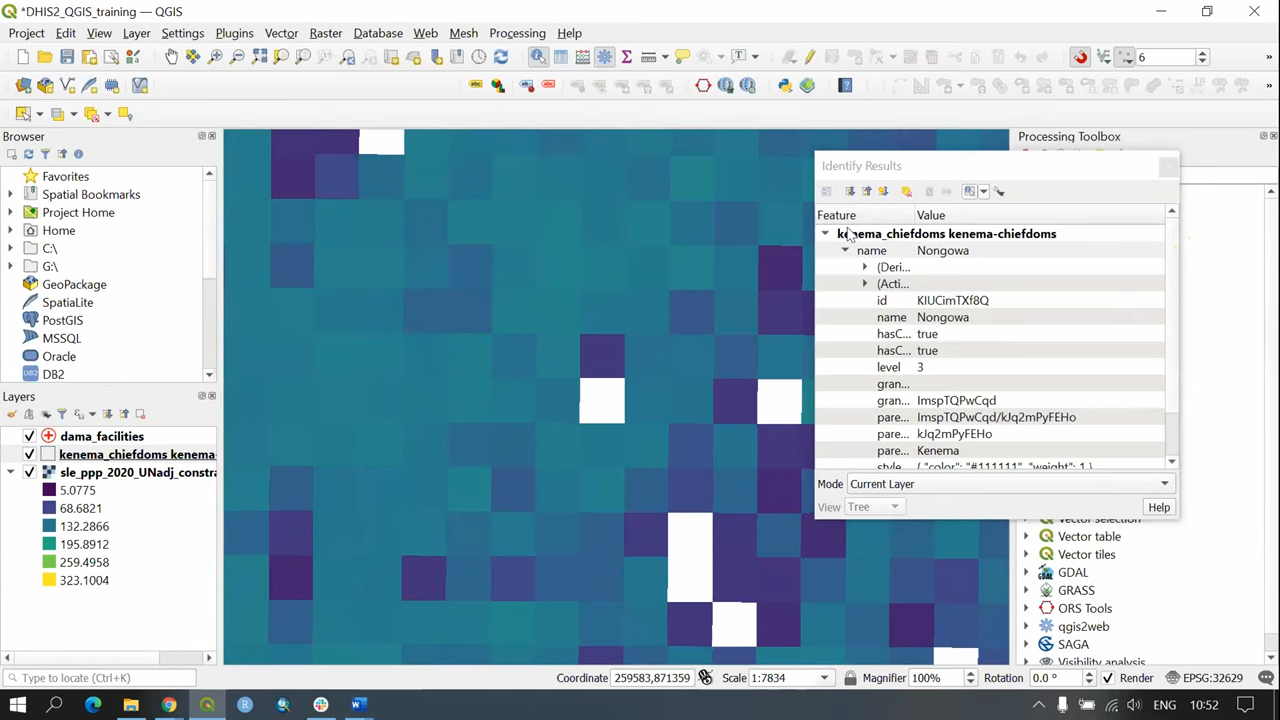 *DHIS2_QGIS_training — QGIS
Project Edit View Layer Settings Plugins Vector Raster Database Web Mesh Processing Help
6
Browser
Favorites
Spatial Bookmarks
Project Home
Home
C:\
G:\
GeoPackage
SpatiaLite
PostGIS
MSSQL
Oracle
DB2
Layers
dama_facilities
kenema_chiefdoms kenema-
sle_ppp_2020_UNadj_constra
5.0775
68.6821
132.2866
195.8912
259.4958
323.1004
Identify Results
Feature Value
kenema_chiefdoms kenema-chiefdoms
name Nongowa
(Deri...
(Acti...
id KIUCimTXf8Q
name Nongowa
hasC... true
hasC... true
level 3
gran...
gran... ImspTQPwCqd
pare... ImspTQPwCqd/kJq2mPyFEHo
pare... kJq2mPyFEHo
pare... Kenema
style { "color": "#111111", "weight": 1 }
Mode Current Layer
View Tree Help
Processing Toolbox
Vector selection
Vector table
Vector tiles
GDAL
GRASS
ORS Tools
qgis2web
SAGA
Visibility analysis
Type to locate (Ctrl+K) Coordinate 259583,871359 Scale 1:7834 Magnifier 100% Rotation 0.0 ° Render EPSG:32629
ENG 10:52